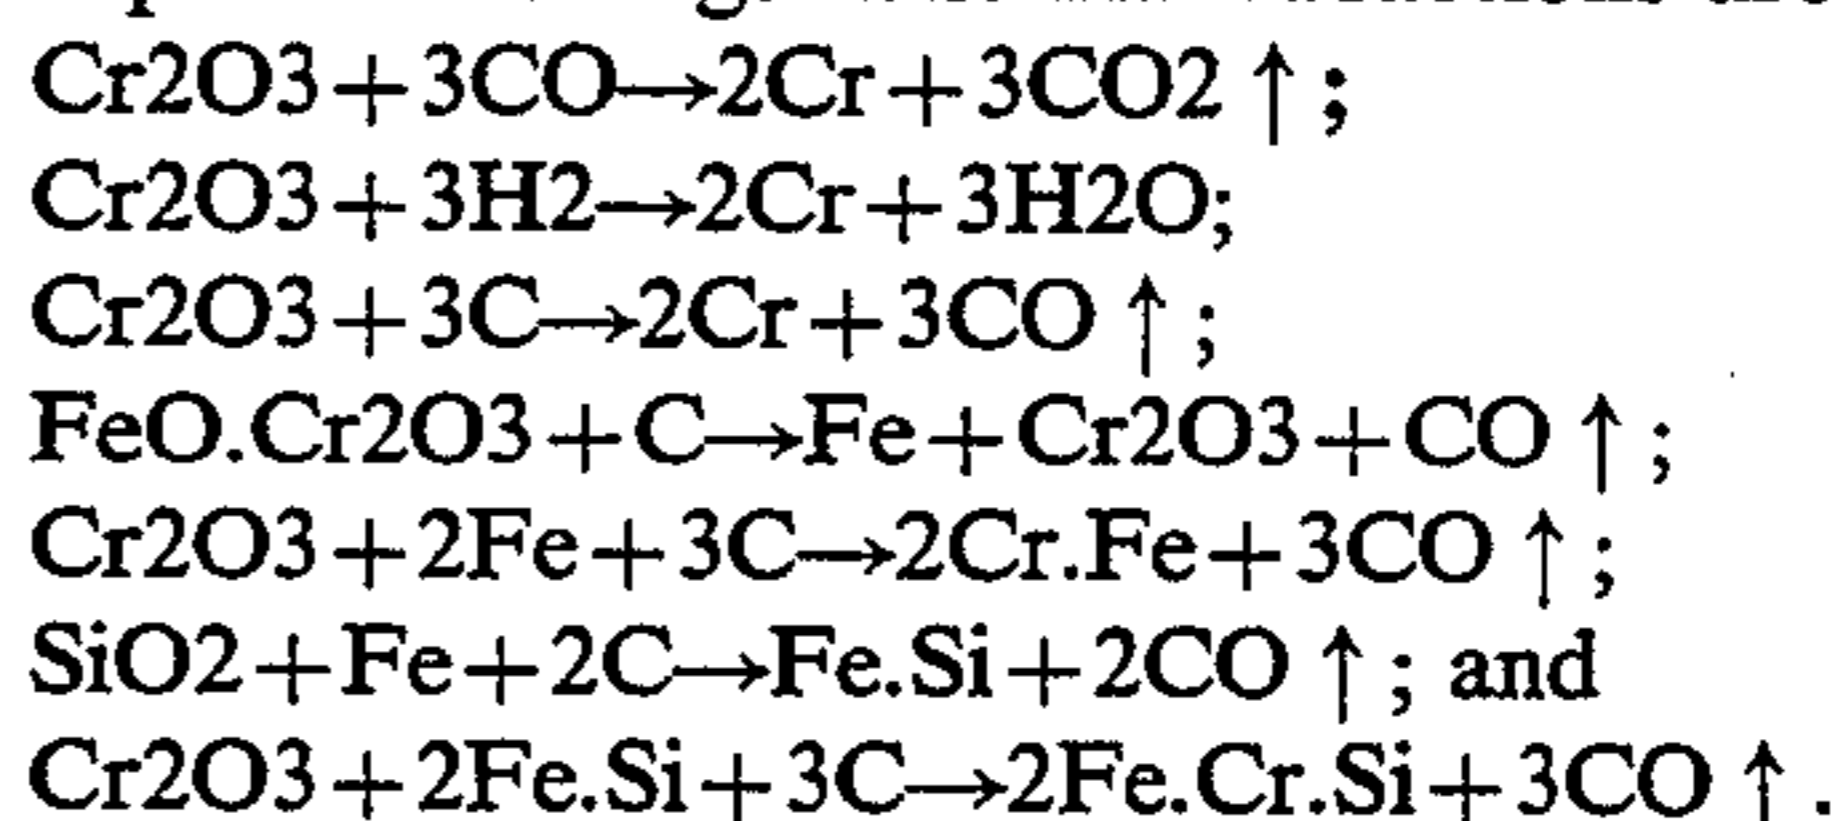 Cr2O3+3CO→2Cr+3CO2↑;
Cr2O3+3H2→2Cr+3H2O;
Cr2O3+3C→2Cr+3CO↑;
FeO.Cr2O3+C→Fe+Cr2O3+CO↑;
Cr2O3+2Fe+3C→2Cr.Fe+3CO↑;
SiO2+Fe+2C→Fe.Si+2CO↑; and
Cr2O3+2Fe.Si+3C→2Fe.Cr.Si+3CO↑.